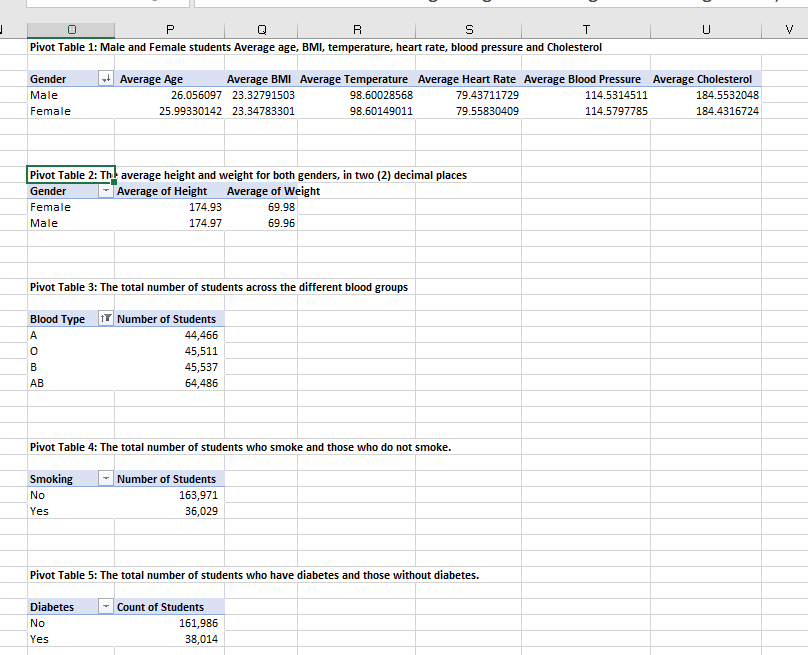 O P Q R S T U V
Pivot Table 1: Male and Female students Average age, BMI, temperature, heart rate, blood pressure and Cholesterol
Gender Average Age Average BMI Average Temperature Average Heart Rate Average Blood Pressure Average Cholesterol
Male 26.056097 23.32791503 98.60028568 79.43711729 114.5314511 184.5532048
Female 25.99330142 23.34783301 98.60149011 79.55830409 114.5797785 184.4316724
Pivot Table 2: The average height and weight for both genders, in two (2) decimal places
Gender Average of Height Average of Weight
Female 174.93 69.98
Male 174.97 69.96
Pivot Table 3: The total number of students across the different blood groups
Blood Type Number of Students
A 44,466
O 45,511
B 45,537
AB 64,486
Pivot Table 4: The total number of students who smoke and those who do not smoke.
Smoking Number of Students
No 163,971
Yes 36,029
Pivot Table 5: The total number of students who have diabetes and those without diabetes.
Diabetes Count of Students
No 161,986
Yes 38,014